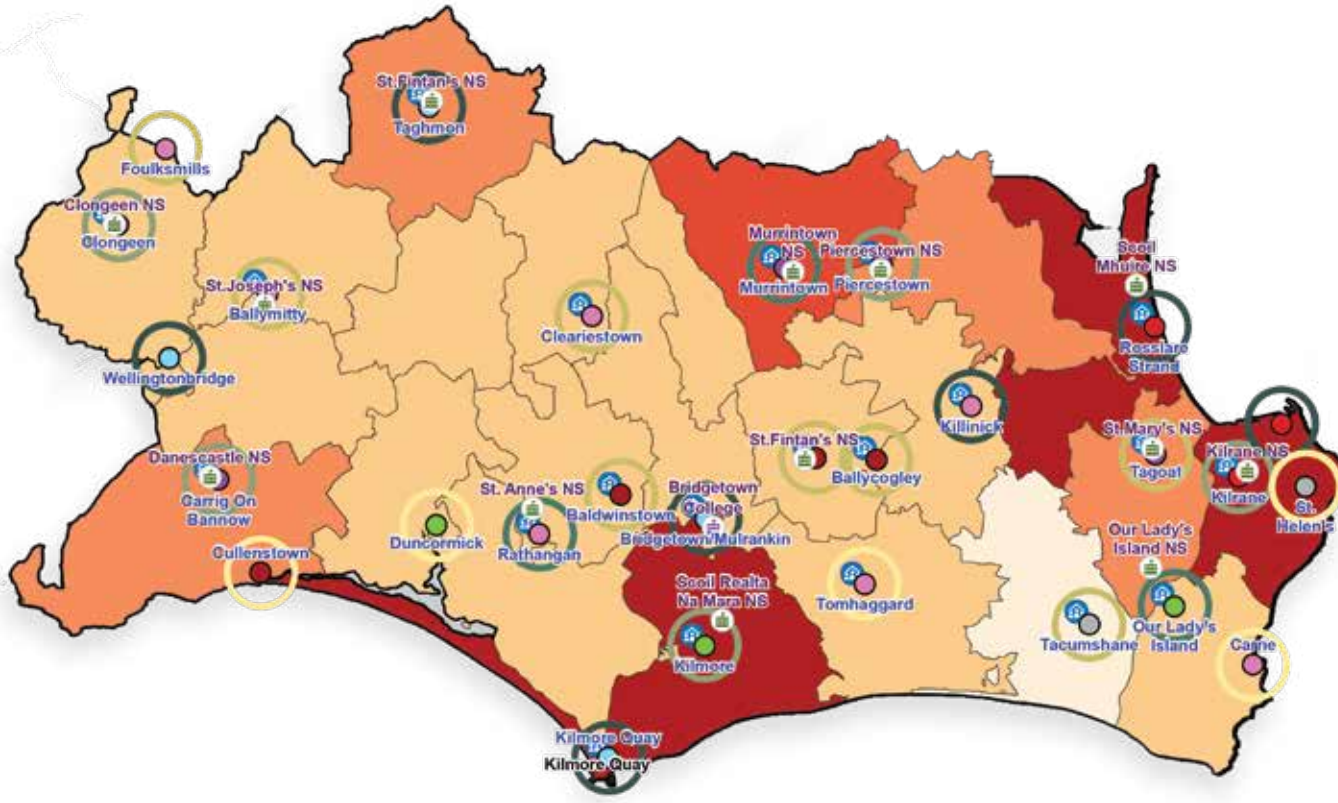 St.Fintan's NS
Taghmon
Foulksmills
Clongeen NS
Clongeen
St.Joseph's NS
Ballymitty
Wellingtonbridge
Cleariestown
Murrintown
NS
Murrintown
Piercestown NS
Piercestown
Scoil
Mhuire NS
Rosslare
Strand
Killinick
St.Mary's NS
Tagoat
Kilrane NS
Kilrane
St.
Helen's
Danescastle NS
Carrig On
Bannow
Cullenstown
Duncormick
St. Anne's NS
Rathangan
Baldwinstown
Bridgetown
College
Bridgetown/Mulrankin
St.Fintan's NS
Ballycogley
Scoil Realta
Na Mara NS
Kilmore
Tomhaggard
Our Lady's
Island NS
Our Lady's
Island
Tacumshane
Carne
Kilmore Quay
Kilmore Quay